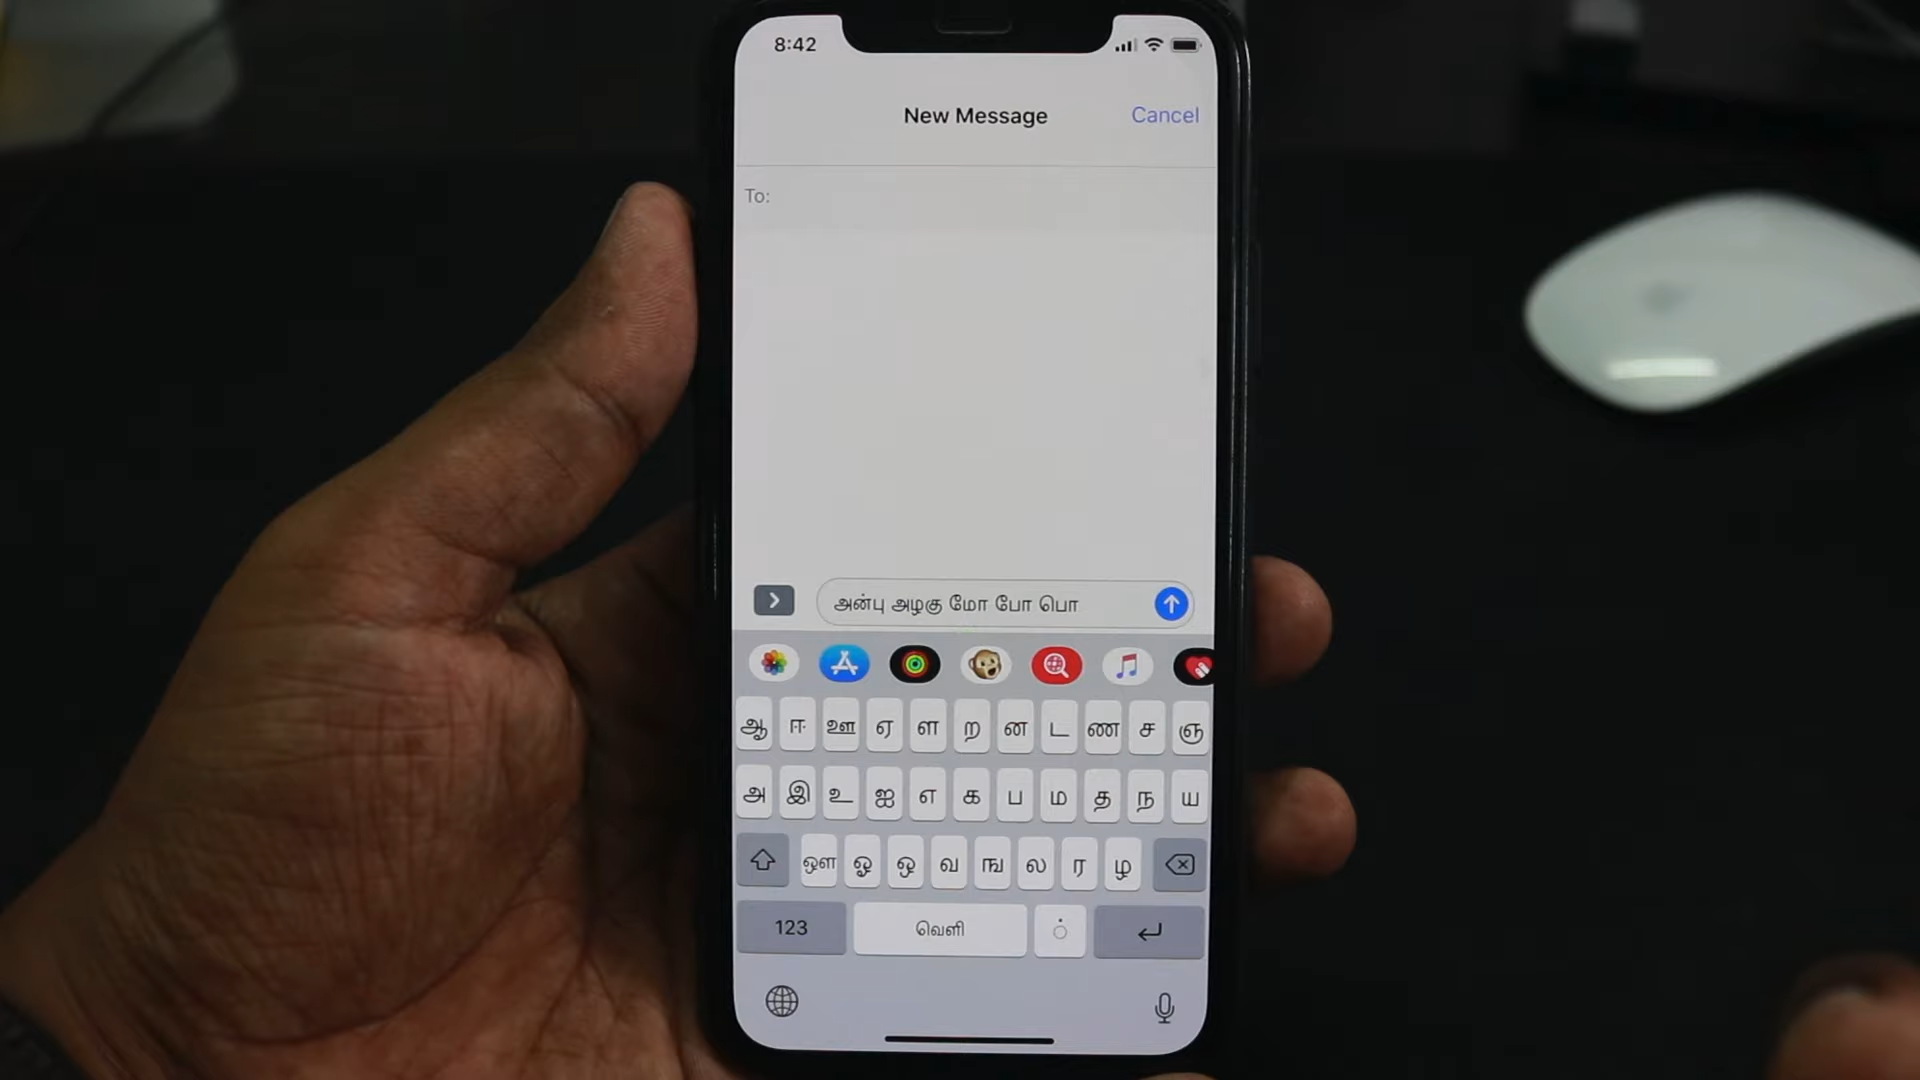 8:42
New Message
Cancel
To:
அன்பு அழகு மோ போ பொ
ஆ ஈ ஊ ஏ ள ற ன ட ண ச ஞ
அ இ உ ஐ எ க ப ம த ந ய
ஔ ஓ ஒ வ ங ல ர ழ
123 வெளி